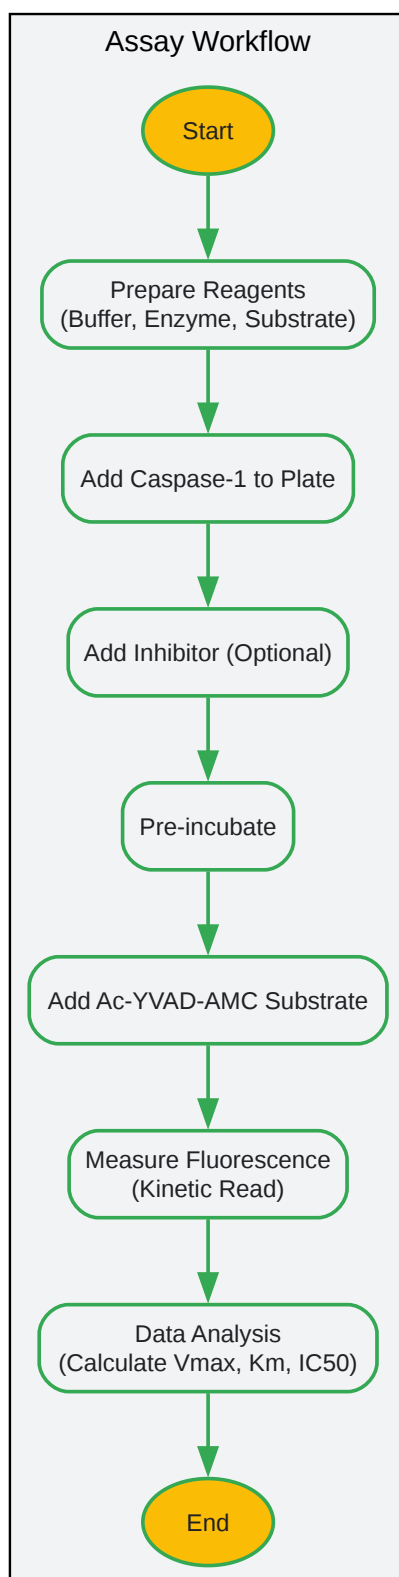 Assay Workflow
Start
Prepare Reagents
(Buffer, Enzyme, Substrate)
Add Caspase-1 to Plate
Add Inhibitor (Optional)
Pre-incubate
Add Ac-YVAD-AMC Substrate
Measure Fluorescence
(Kinetic Read)
Data Analysis
(Calculate Vmax, Km, IC50)
End